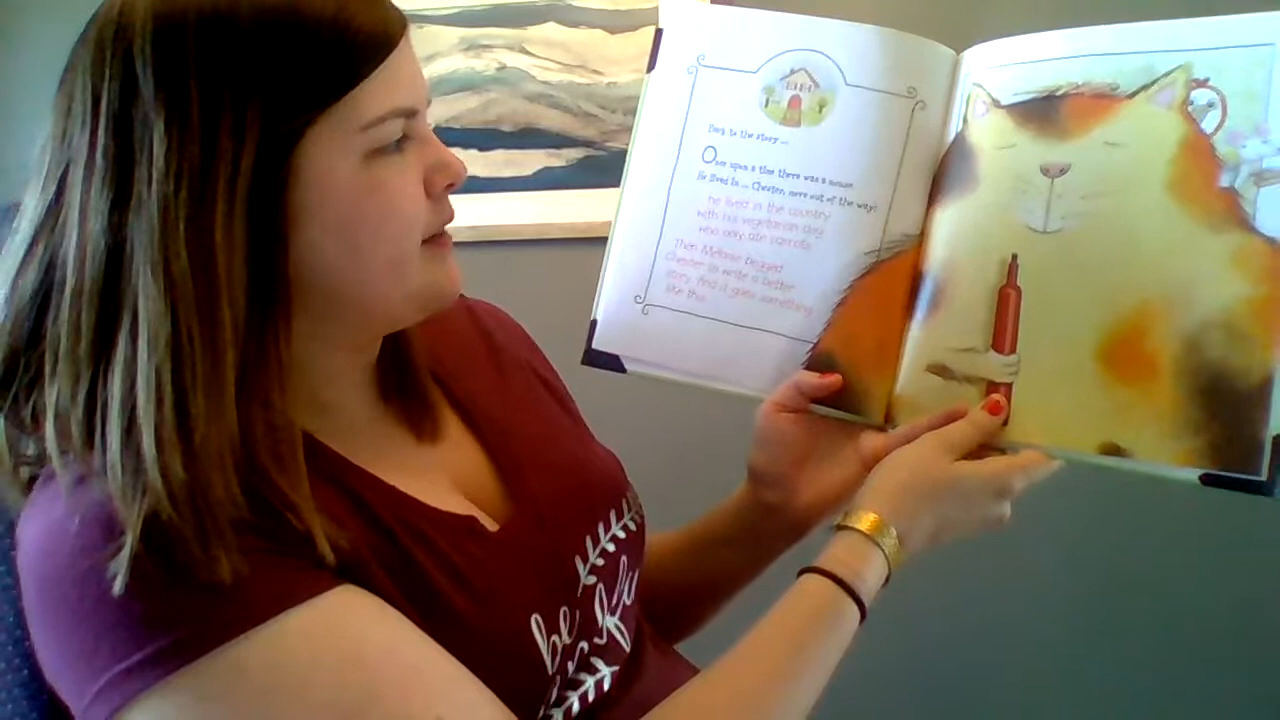 Back to the story ...
Once upon a time there was a mouse.
He lived in ... Chester, move out of the way!
he lived in the country
with his vegetarian dog
who only ate carrots.
Then Mélanie begged
Chester to write a better
story. And it goes something
like this:
be